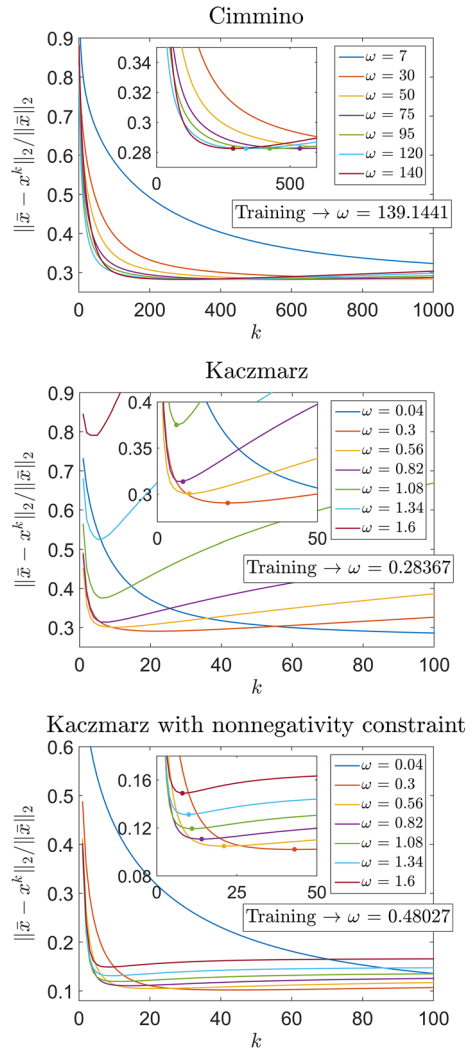 Cimmino
0.9
0.8
0.7
0.6
0.5
0.4
0.3
‖x̄ − xᵏ‖₂/‖x̄‖₂
0.34
0.31
0.28
0
500
ω = 7
ω = 30
ω = 50
ω = 75
ω = 95
ω = 120
ω = 140
Training → ω = 139.1441
0 200 400 600 800 1000
k
Kaczmarz
0.9
0.8
0.7
0.6
0.5
0.4
0.3
‖x̄ − xᵏ‖₂/‖x̄‖₂
0.4
0.3
0
50
ω = 0.04
ω = 0.3
ω = 0.56
ω = 0.82
ω = 1.08
ω = 1.34
ω = 1.6
Training → ω = 0.28367
0 20 40 60 80 100
k
Kaczmarz with nonnegativity constraint
0.6
0.5
0.4
0.3
0.2
0.1
‖x̄ − xᵏ‖₂/‖x̄‖₂
0.16
0.12
0.08
0 25 50
ω = 0.04
ω = 0.3
ω = 0.56
ω = 0.82
ω = 1.08
ω = 1.34
ω = 1.6
Training → ω = 0.48027
0 20 40 60 80 100
k